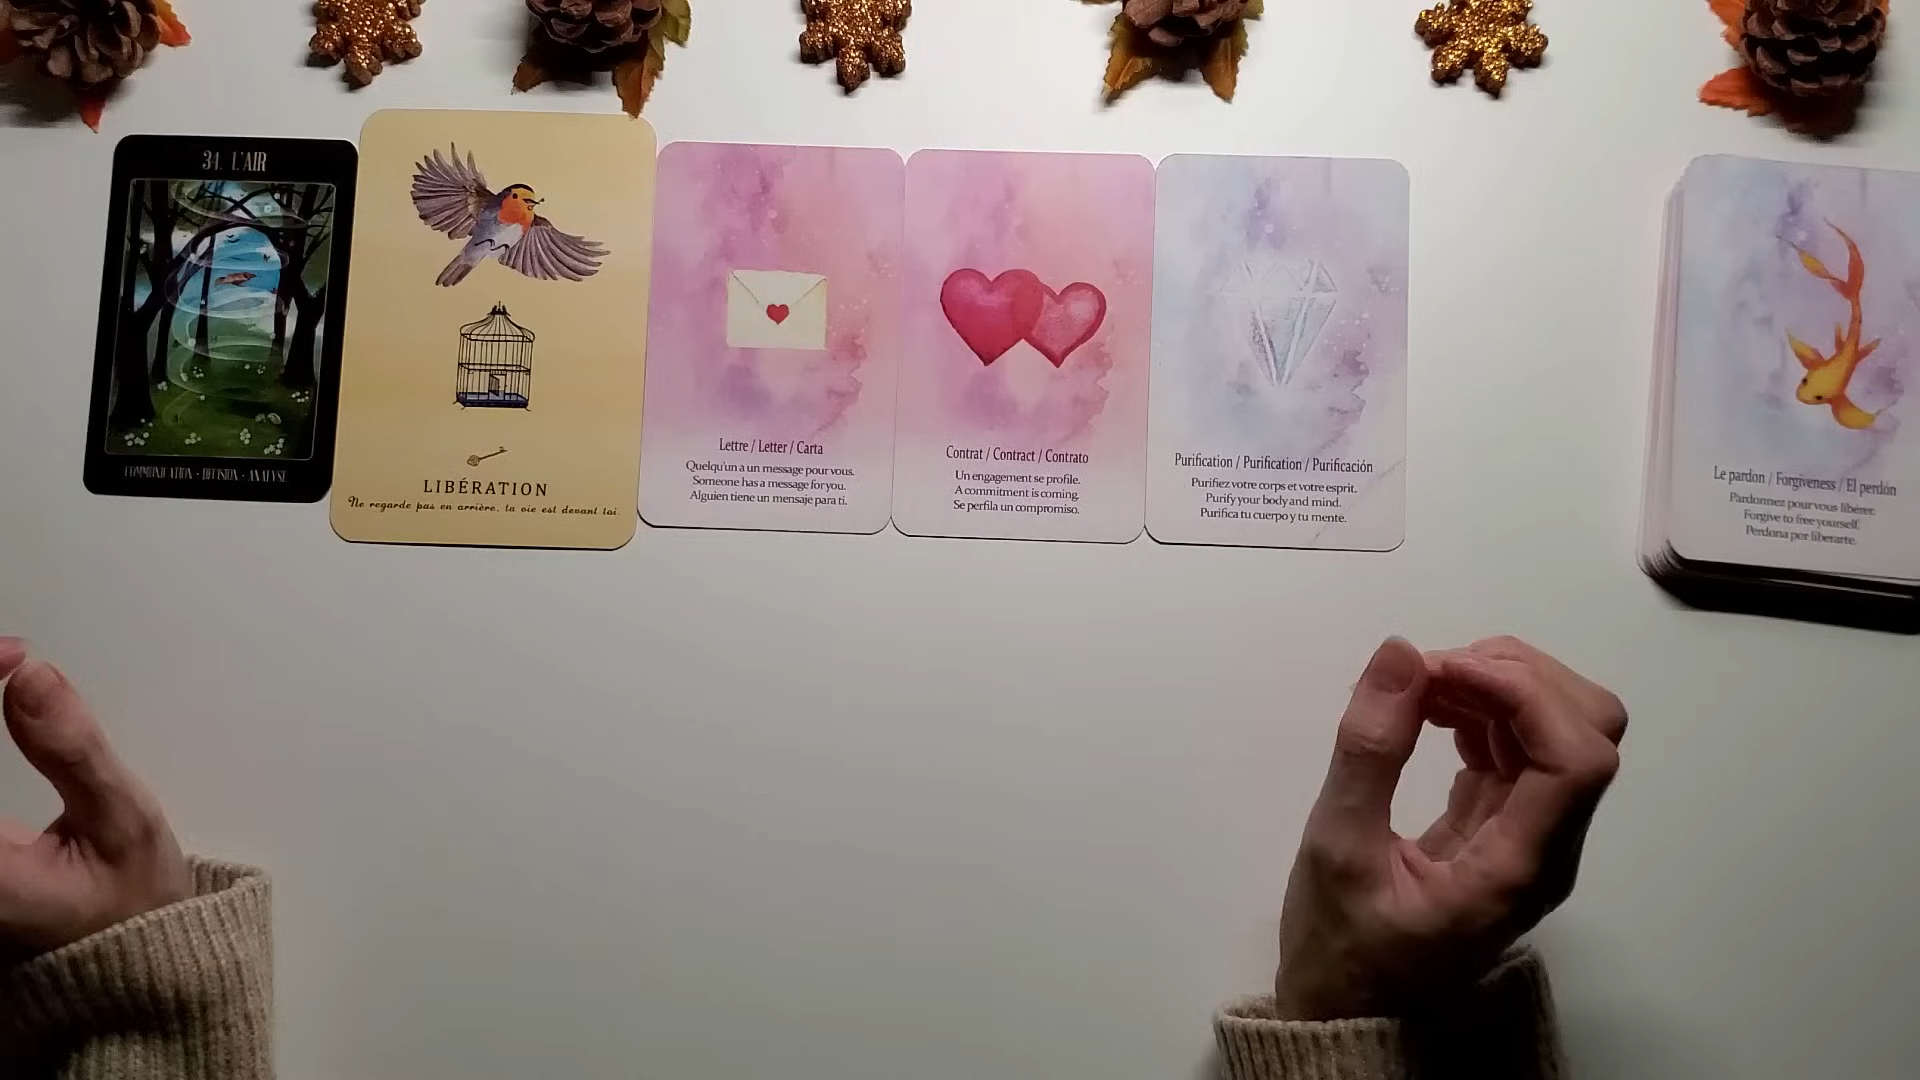 34. L'AIR
COMMUNICATION - DÉCISION - ANALYSE
LIBÉRATION
Ne regarde pas en arrière, ta vie est devant toi.
Lettre / Letter / Carta
Quelqu'un a un message pour vous.
Someone has a message for you.
Alguien tiene un mensaje para ti.
Contrat / Contract / Contrato
Un engagement se profile.
A commitment is coming.
Se perfila un compromiso.
Purification / Purification / Purificación
Purifiez votre corps et votre esprit.
Purify your body and mind.
Purifica tu cuerpo y tu mente.
Le pardon / Forgiveness / El perdón
Pardonnez pour vous libérer.
Forgive to free yourself.
Perdona por liberarte.